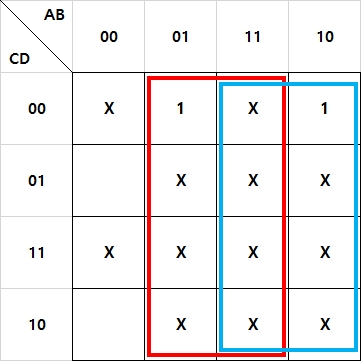 AB
CD
00 01 11 10
00 X 1 X 1
01 X X X
11 X X X X
10 X X X